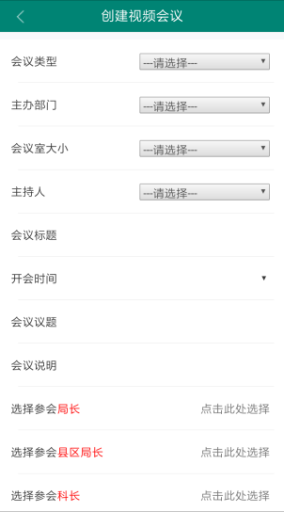 创建视频会议
会议类型 ---请选择---
主办部门 ---请选择---
会议室大小 ---请选择---
主持人 ---请选择---
会议标题
开会时间
会议议题
会议说明
选择参会局长 点击此处选择
选择参会县区局长 点击此处选择
选择参会科长 点击此处选择